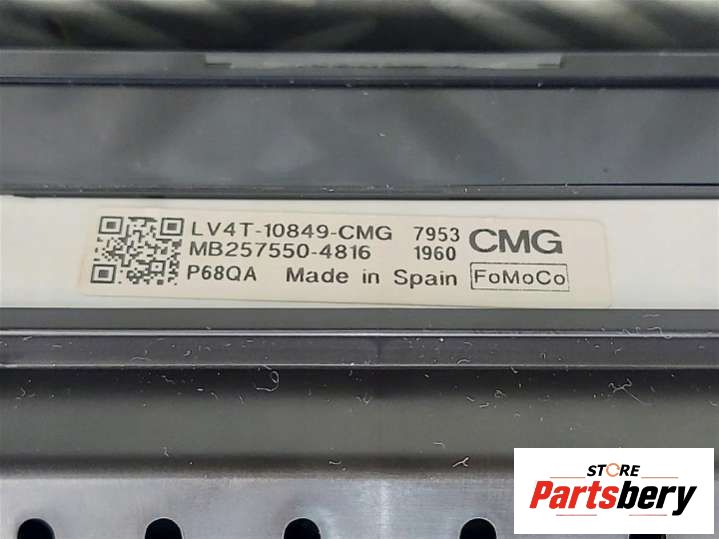 LV4T-10849-CMG 7953
MB257550-4816 1960
CMG
P68QA Made in Spain FoMoCo
STORE
Partsbery